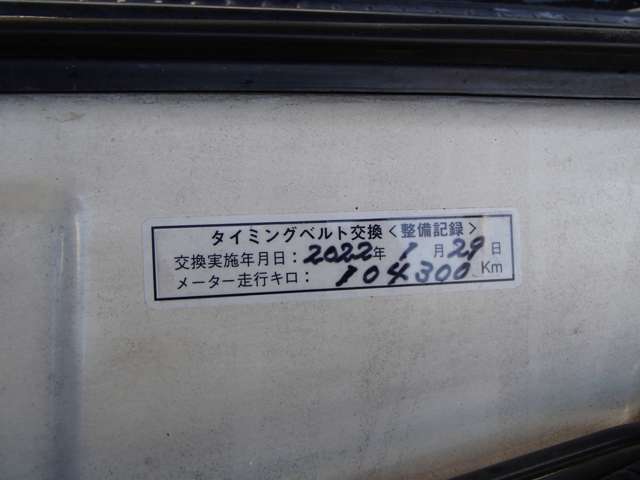 タイミングベルト交換〈整備記録〉
交換実施年月日：2022年 1月29日
メーター走行キロ：104300Km